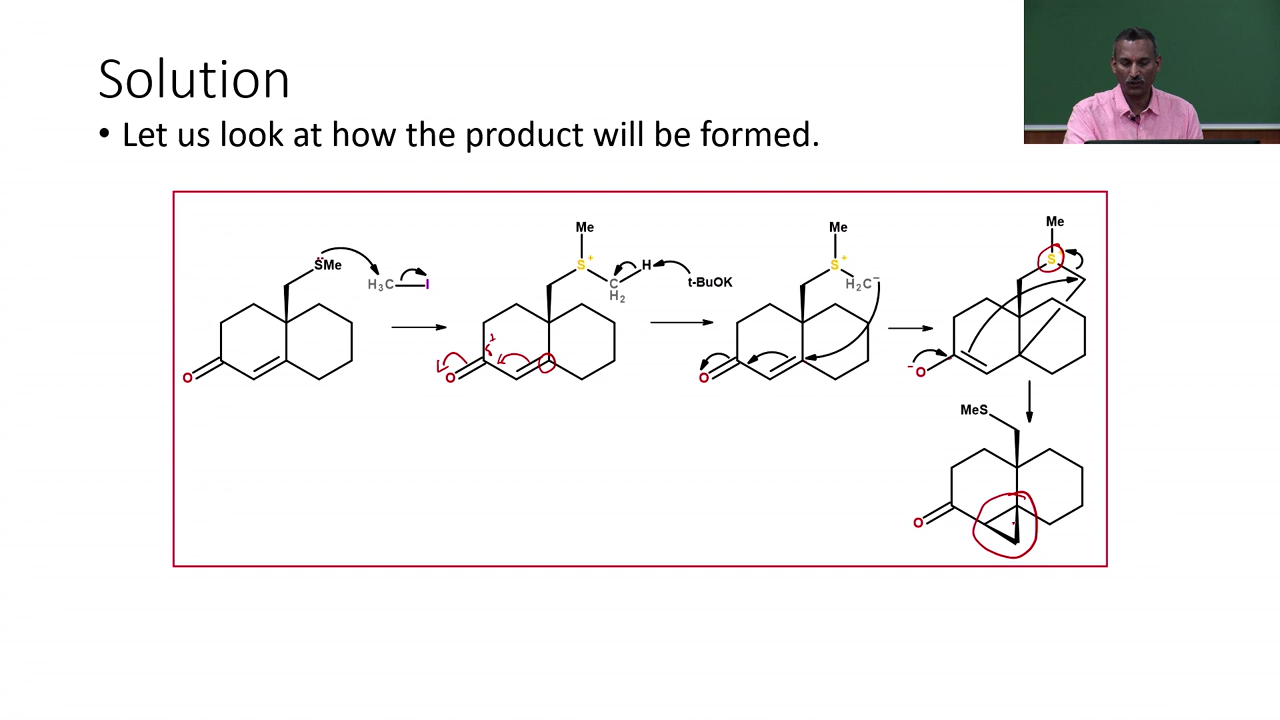 Solution
• Let us look at how the product will be formed.
S̈Me
H₃C
I
O
Me
S⁺
H
C
H₂
t-BuOK
O
Me
S⁺
H₂C⁻
O
Me
S
⁻O
MeS
O